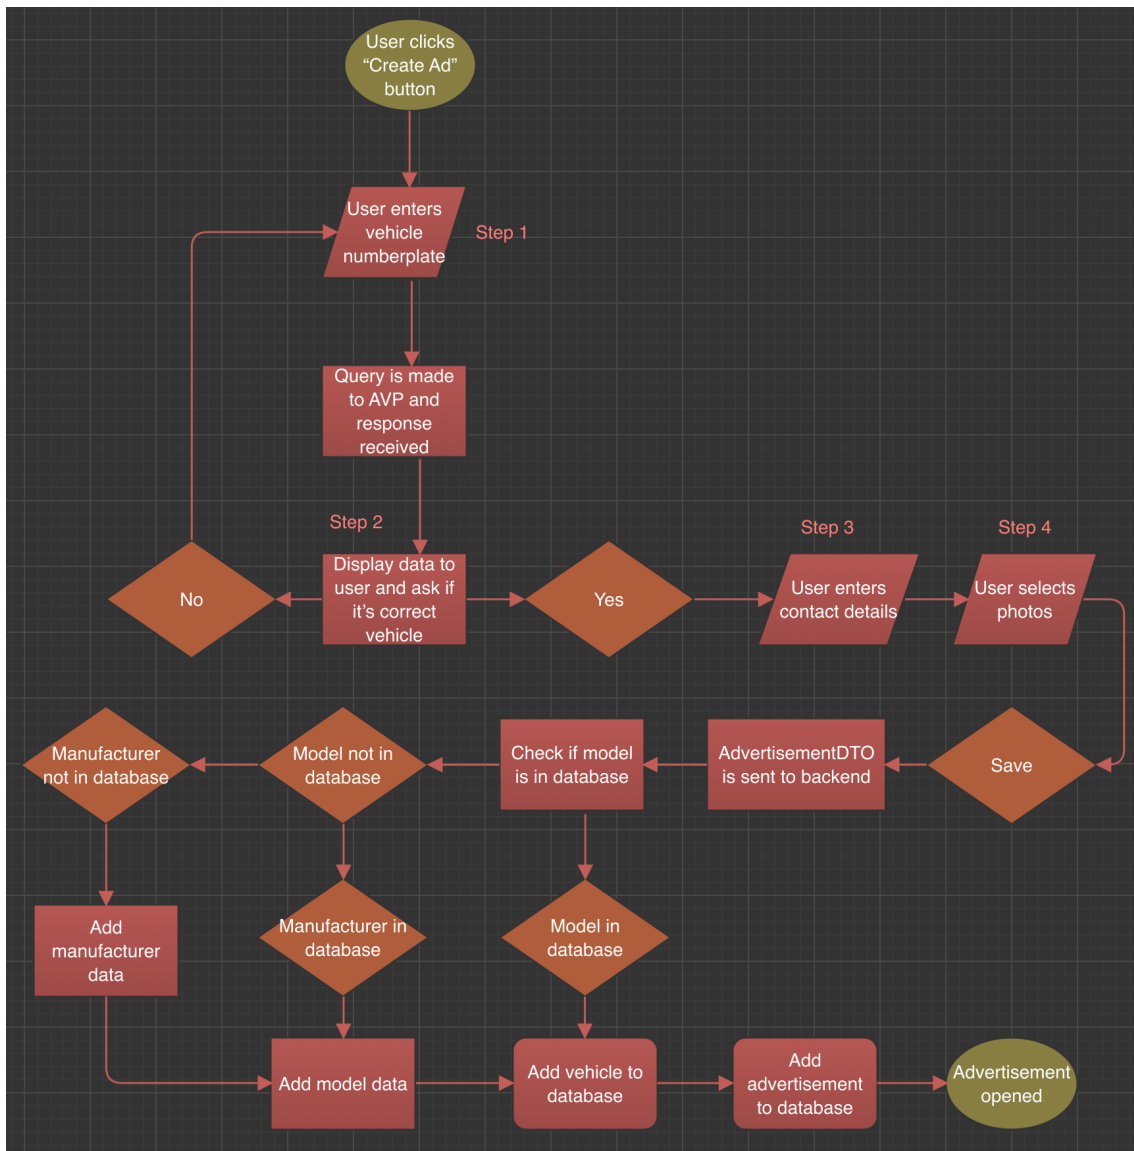 User clicks
“Create Ad”
button
User enters
vehicle
numberplate
Step 1
Query is made
to AVP and
response
received
Step 2
Display data to
user and ask if
it’s correct
vehicle
No
Yes
Step 3
User enters
contact details
Step 4
User selects
photos
Manufacturer
not in database
Model not in
database
Check if model
is in database
AdvertisementDTO
is sent to backend
Save
Add
manufacturer
data
Manufacturer in
database
Model in
database
Add model data
Add vehicle to
database
Add
advertisement
to database
Advertisement
opened